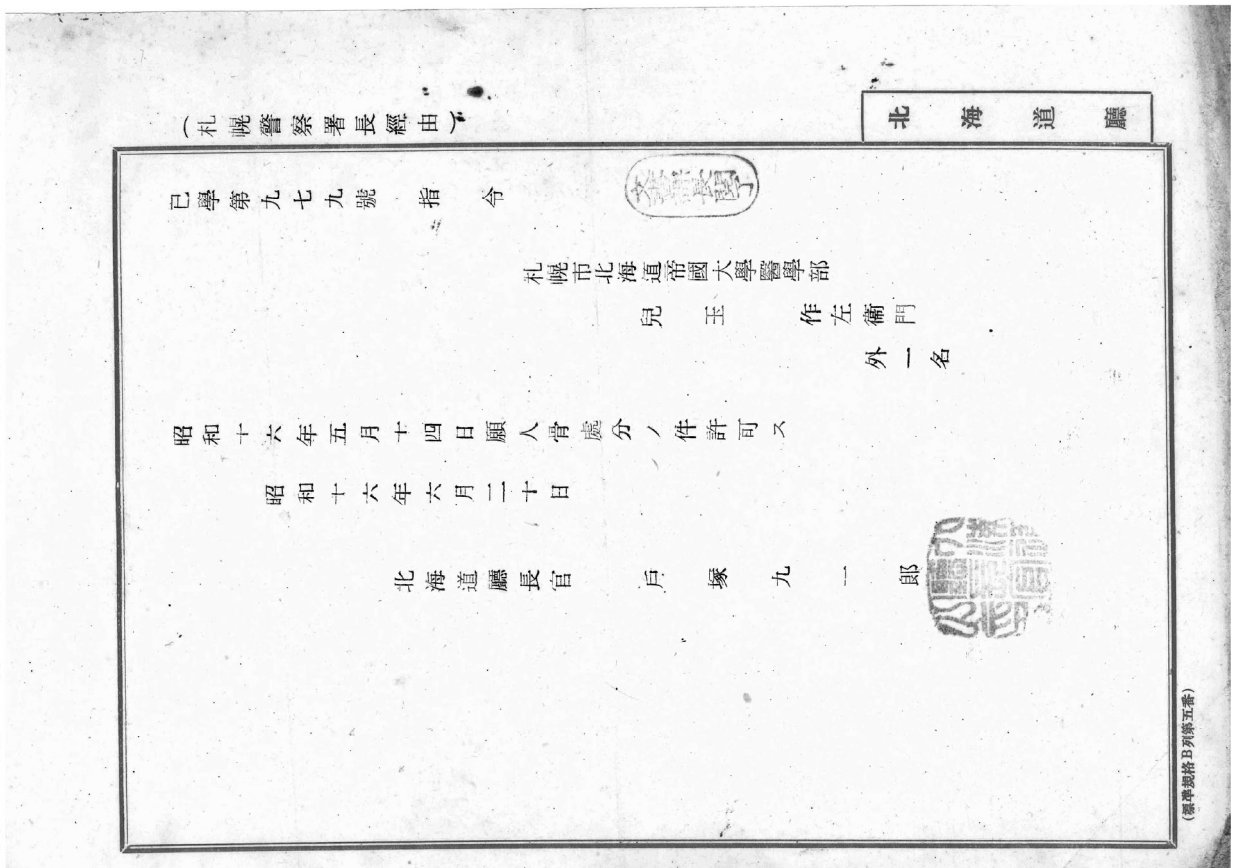 (札幌警察署長經由)
北海道廳
已學第九七九號 指 令
札幌市北海道帝國大學醫學部
兒玉 作左衞門
外一名
昭和十六年五月十四日願人骨處分ノ件許可ス
昭和十六年六月二十日
北海道廳長官 戶塚九一郎
(標準規格B列第五番)